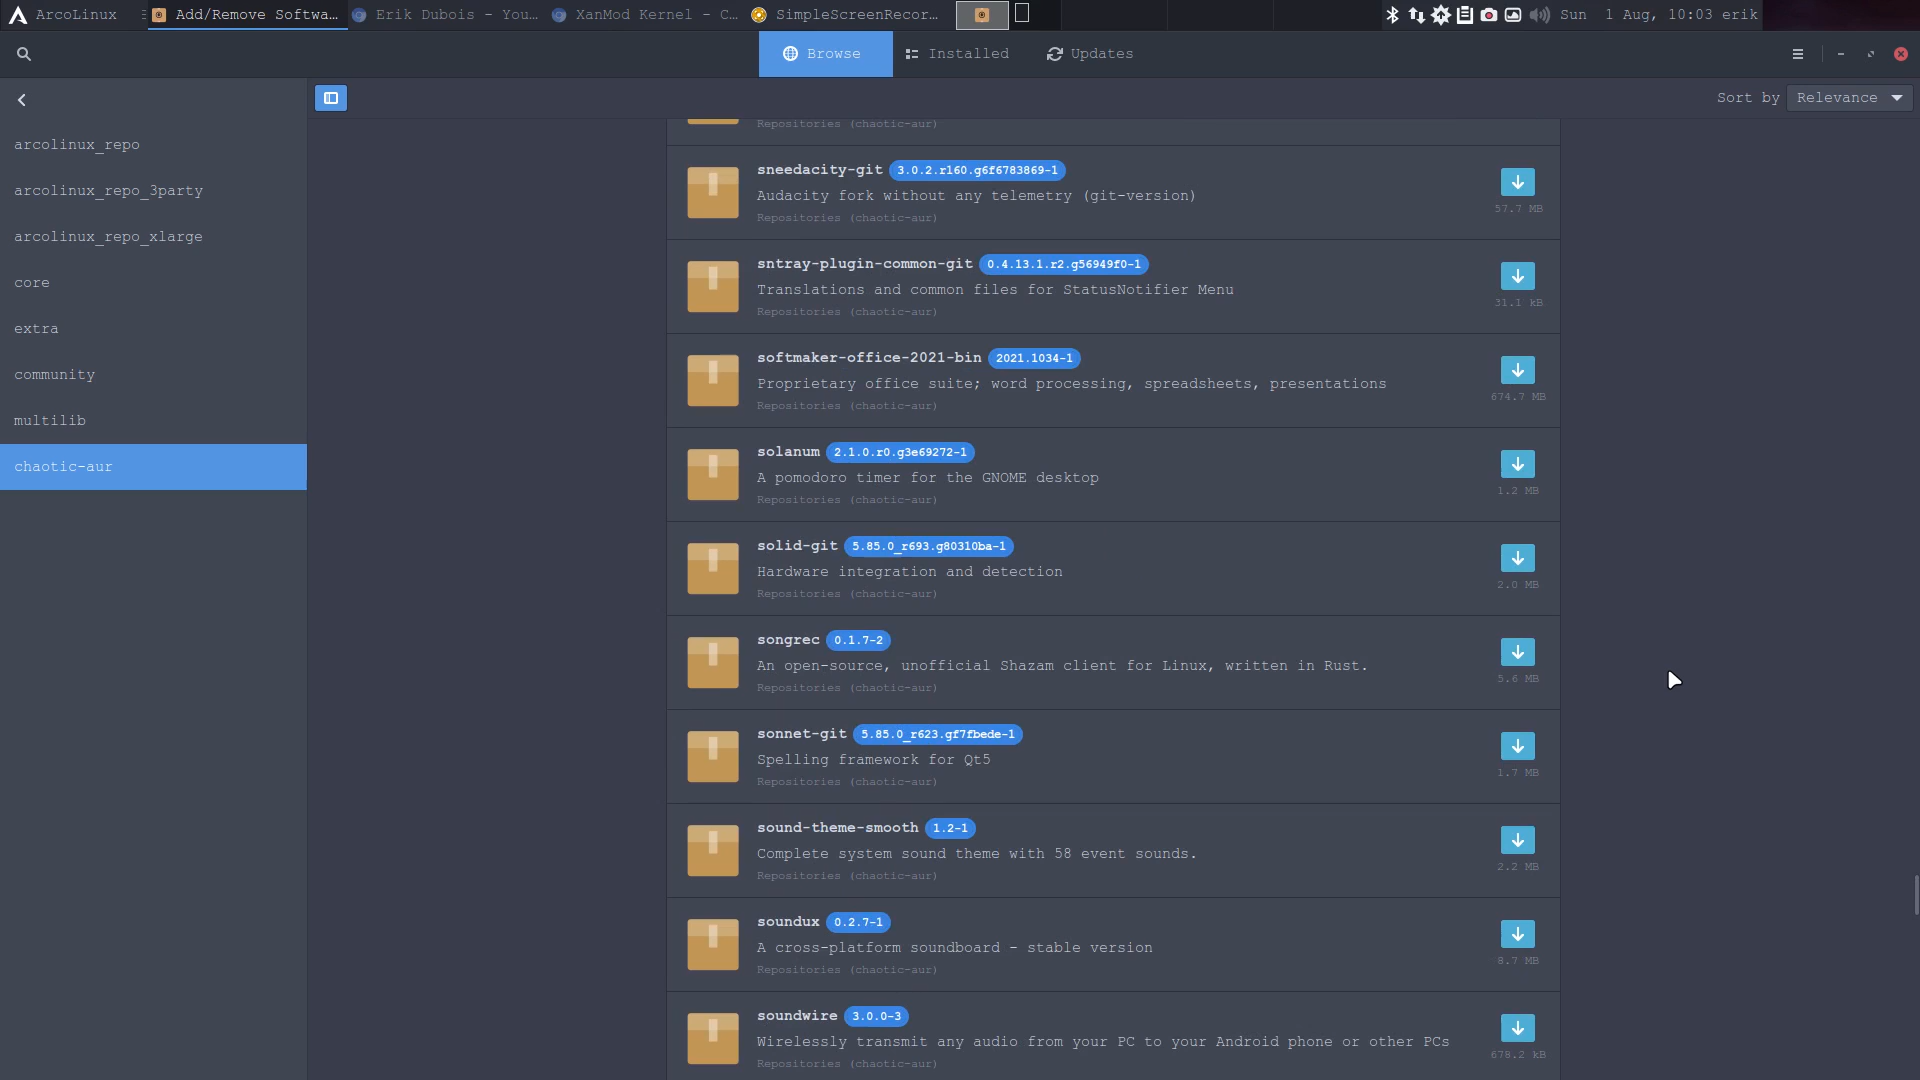 ArcoLinux
Add/Remove Softwa...
Erik Dubois - You...
XanMod Kernel - C...
SimpleScreenRecor...
Sun 1 Aug, 10:03 erik
Browse
Installed
Updates
Sort by
Relevance
arcolinux_repo
arcolinux_repo_3party
arcolinux_repo_xlarge
core
extra
community
multilib
chaotic-aur
Repositories (chaotic-aur)
sneedacity-git 3.0.2.r160.g6f6783869-1
Audacity fork without any telemetry (git-version)
Repositories (chaotic-aur)
57.7 MB
sntray-plugin-common-git 0.4.13.1.r2.g56949f0-1
Translations and common files for StatusNotifier Menu
Repositories (chaotic-aur)
31.1 kB
softmaker-office-2021-bin 2021.1034-1
Proprietary office suite; word processing, spreadsheets, presentations
Repositories (chaotic-aur)
674.7 MB
solanum 2.1.0.r0.g3e69272-1
A pomodoro timer for the GNOME desktop
Repositories (chaotic-aur)
1.2 MB
solid-git 5.85.0_r693.g80310ba-1
Hardware integration and detection
Repositories (chaotic-aur)
2.0 MB
songrec 0.1.7-2
An open-source, unofficial Shazam client for Linux, written in Rust.
Repositories (chaotic-aur)
5.6 MB
sonnet-git 5.85.0_r623.gf7fbede-1
Spelling framework for Qt5
Repositories (chaotic-aur)
1.7 MB
sound-theme-smooth 1.2-1
Complete system sound theme with 58 event sounds.
Repositories (chaotic-aur)
2.2 MB
soundux 0.2.7-1
A cross-platform soundboard - stable version
Repositories (chaotic-aur)
8.7 MB
soundwire 3.0.0-3
Wirelessly transmit any audio from your PC to your Android phone or other PCs
Repositories (chaotic-aur)
678.2 kB